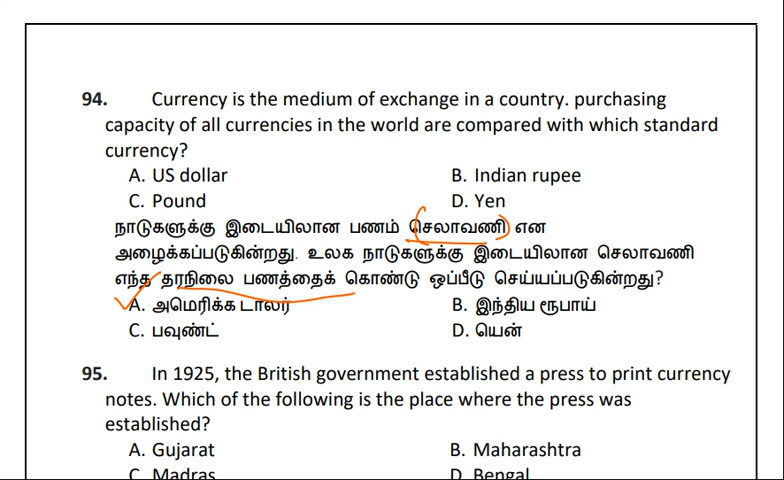 94. Currency is the medium of exchange in a country. purchasing
capacity of all currencies in the world are compared with which standard
currency?
A. US dollar B. Indian rupee
C. Pound D. Yen
நாடுகளுக்கு இடையிலான பணம் செலாவணி என
அழைக்கப்படுகின்றது. உலக நாடுகளுக்கு இடையிலான செலாவணி
எந்த தரநிலை பணத்தைக் கொண்டு ஒப்பீடு செய்யப்படுகின்றது?
A. அமெரிக்க டாலர் B. இந்திய ரூபாய்
C. பவுண்ட் D. யென்
95. In 1925, the British government established a press to print currency
notes. Which of the following is the place where the press was
established?
A. Gujarat B. Maharashtra
C. Madras D. Bengal